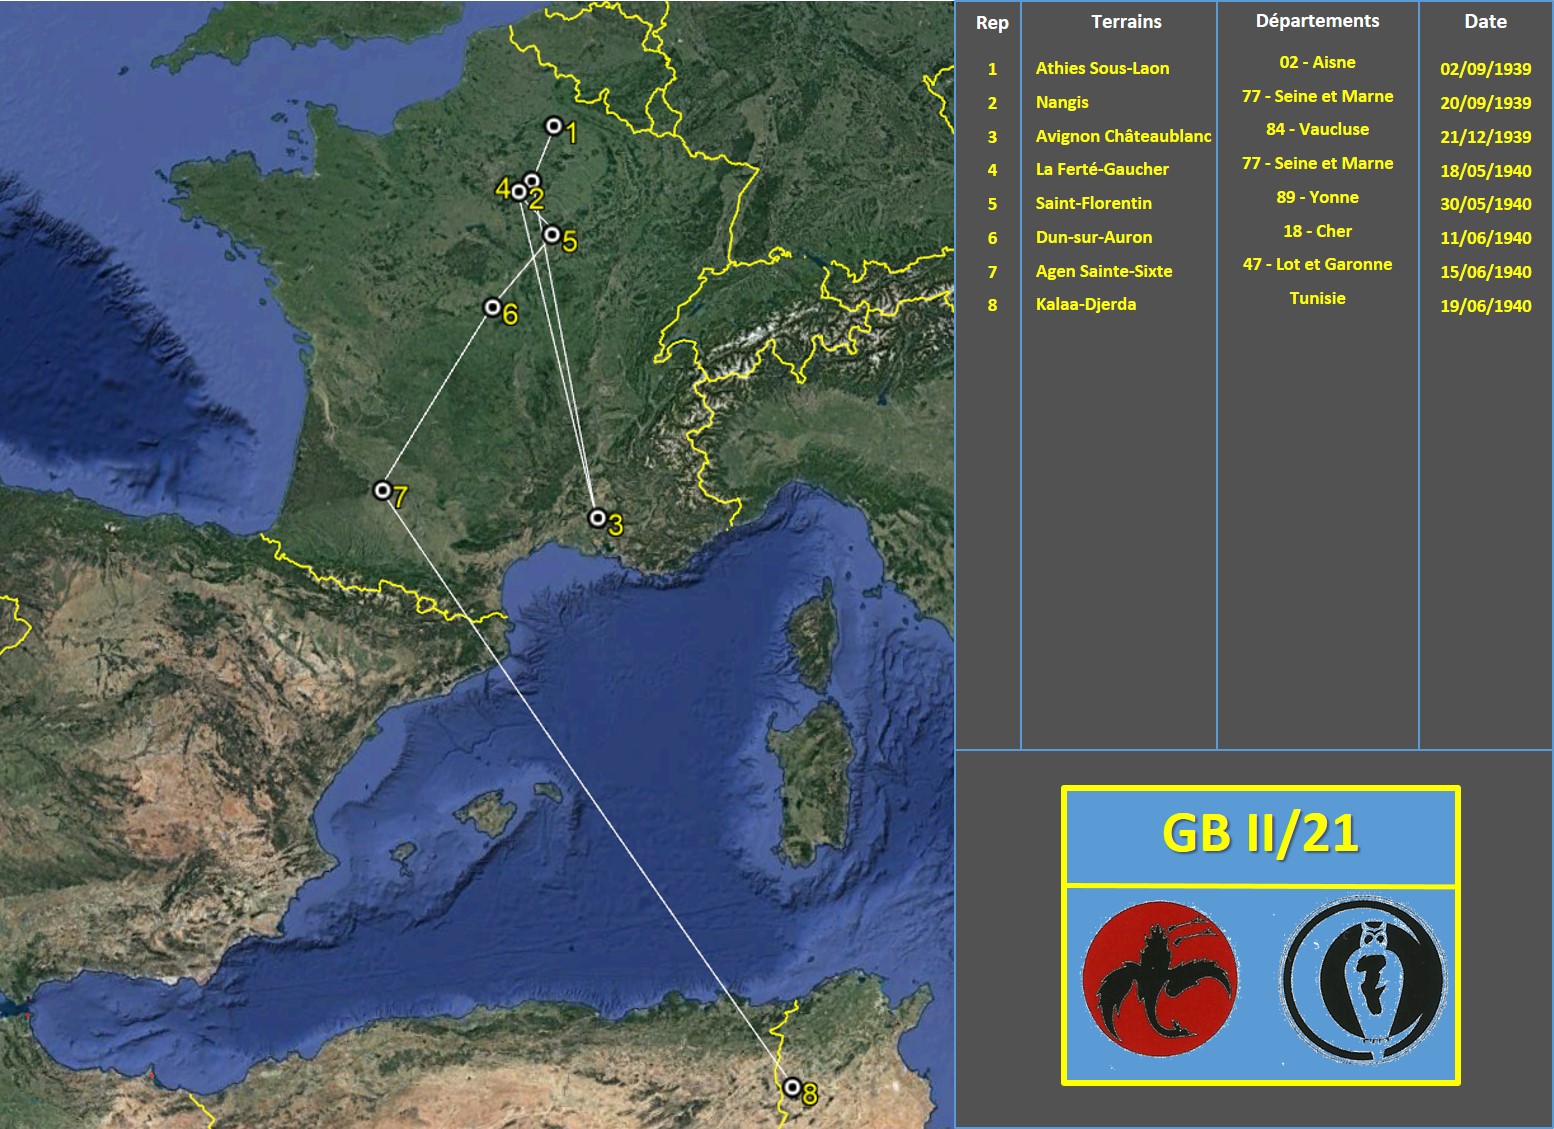 Rep Terrains Départements Date
1 Athies Sous-Laon 02 - Aisne 02/09/1939
2 Nangis 77 - Seine et Marne 20/09/1939
3 Avignon Châteaublanc 84 - Vaucluse 21/12/1939
4 La Ferté-Gaucher 77 - Seine et Marne 18/05/1940
5 Saint-Florentin 89 - Yonne 30/05/1940
6 Dun-sur-Auron 18 - Cher 11/06/1940
7 Agen Sainte-Sixte 47 - Lot et Garonne 15/06/1940
8 Kalaa-Djerda Tunisie 19/06/1940
1
4 2
5
6
7
3
8
GB II/21